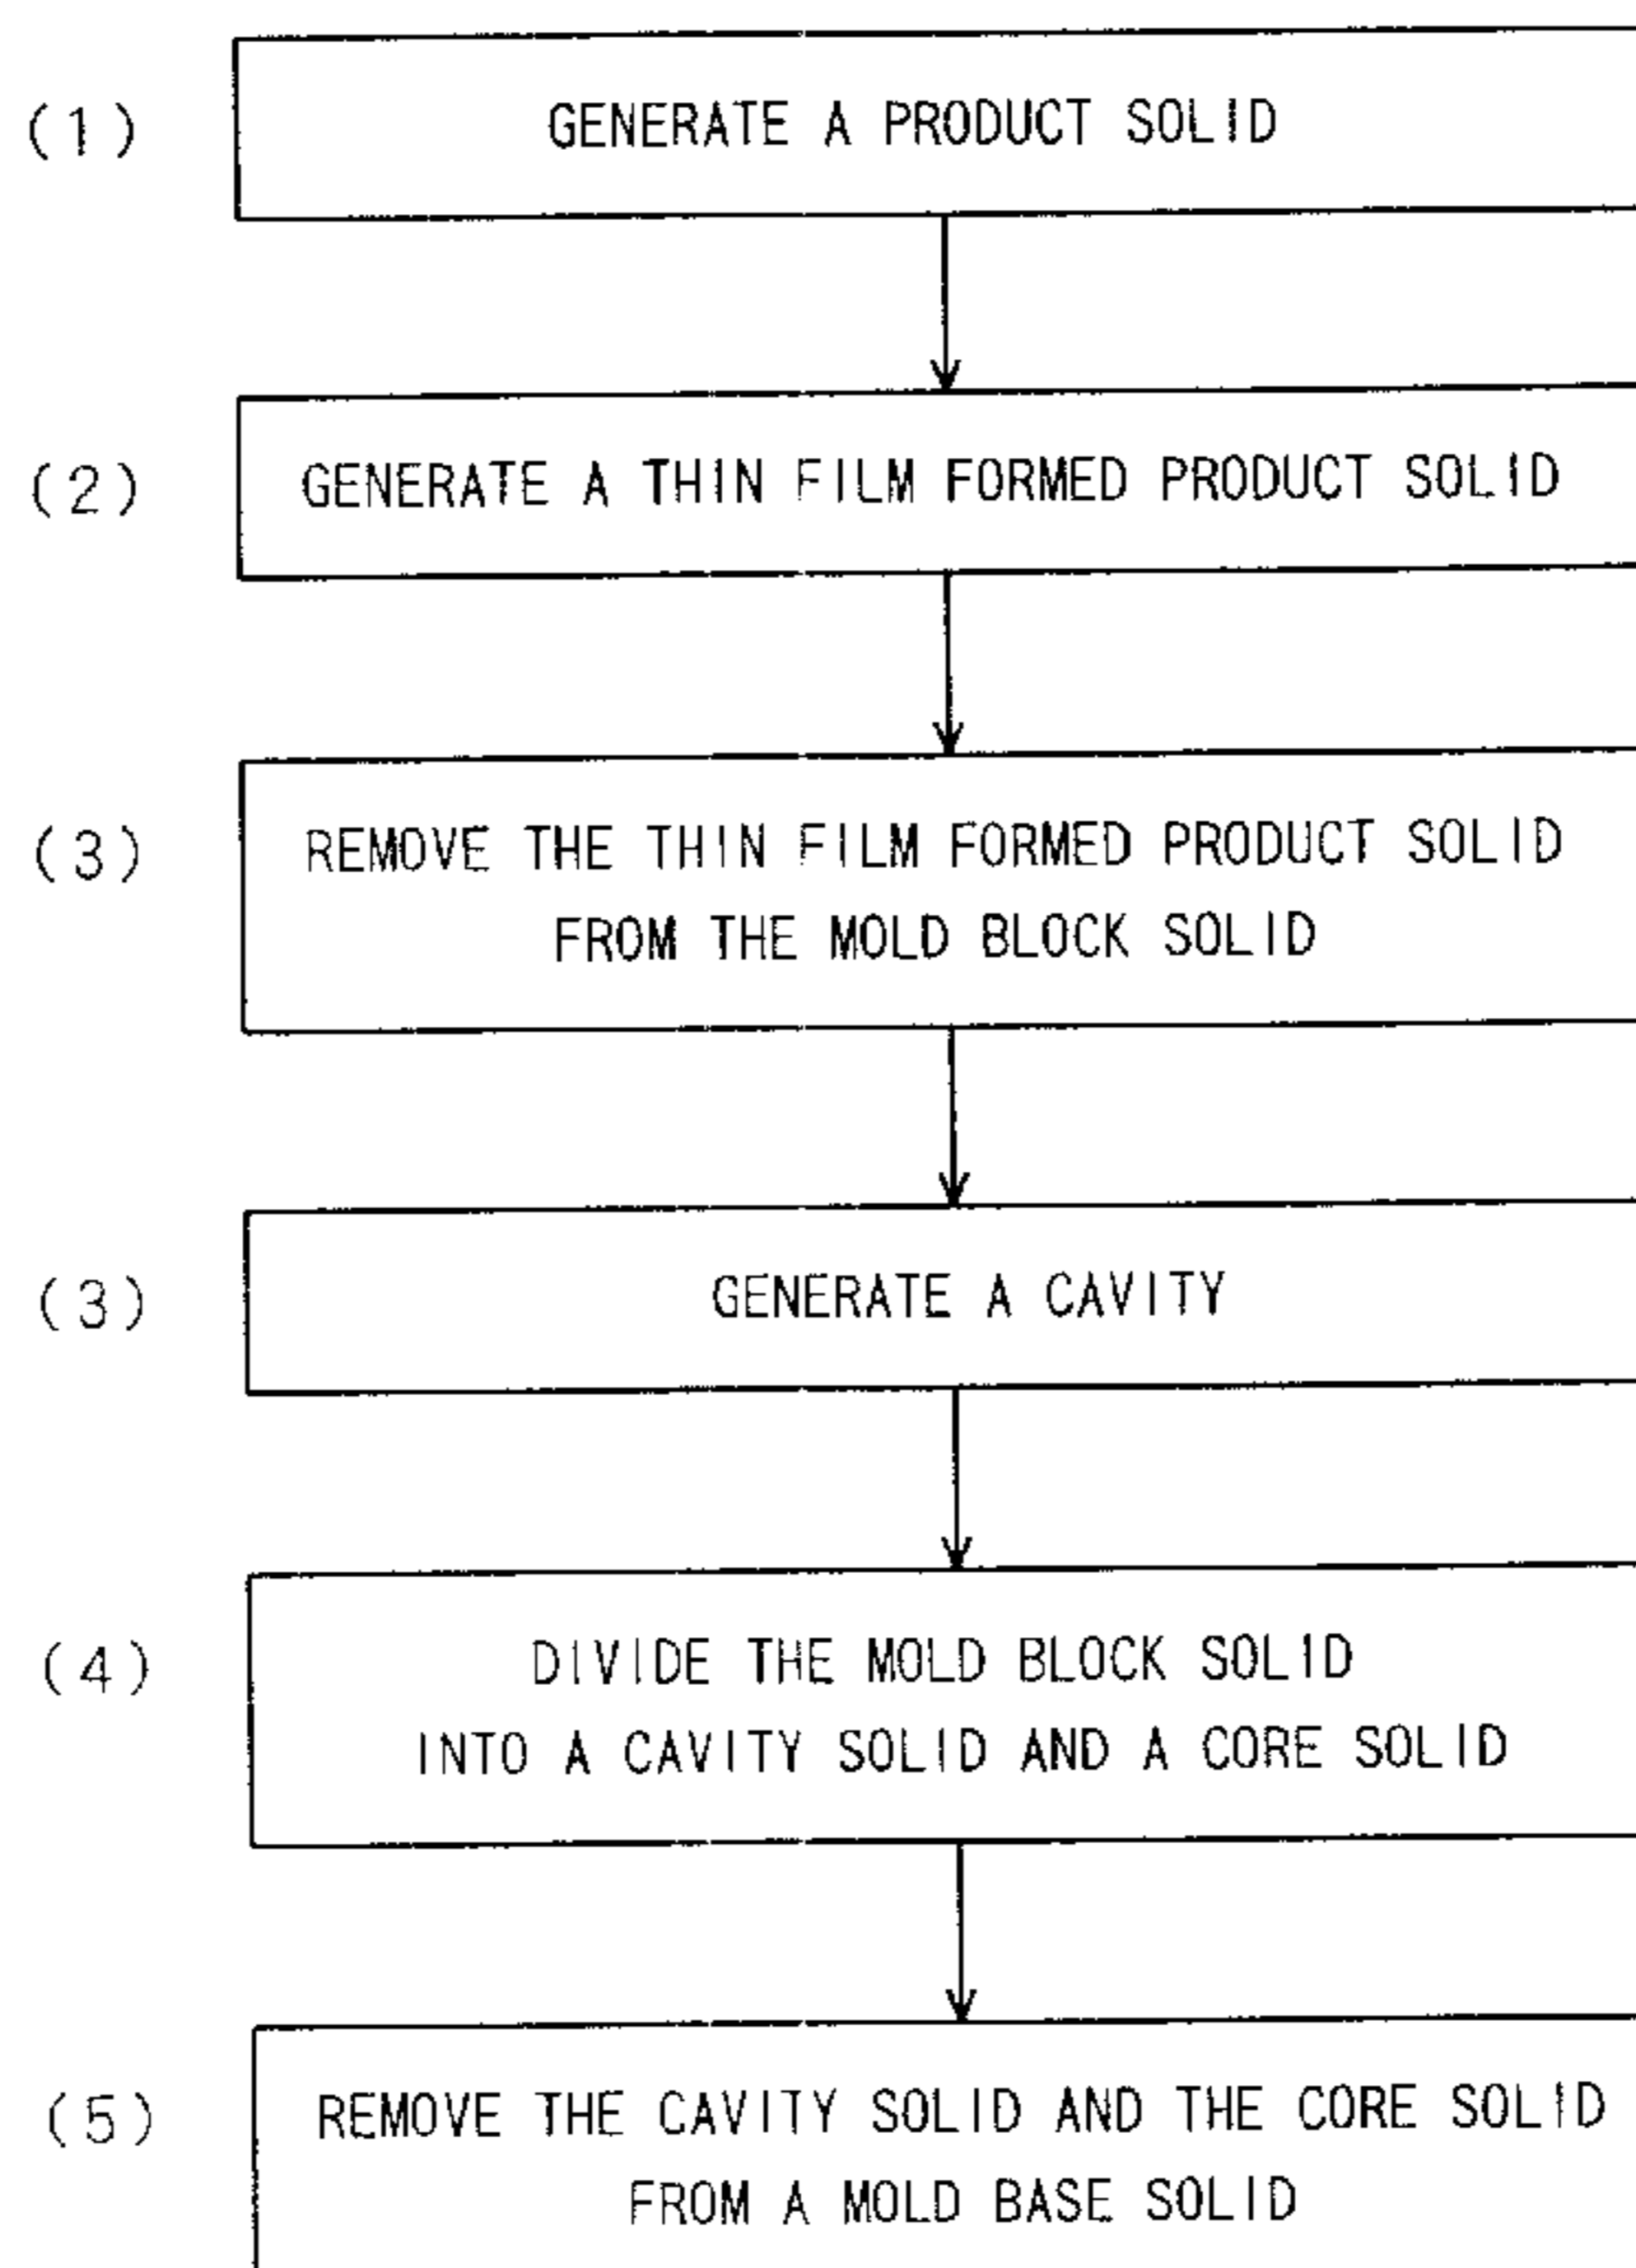 (1) GENERATE A PRODUCT SOLID
(2) GENERATE A THIN FILM FORMED PRODUCT SOLID
(3) REMOVE THE THIN FILM FORMED PRODUCT SOLID
FROM THE MOLD BLOCK SOLID
(3) GENERATE A CAVITY
(4) DIVIDE THE MOLD BLOCK SOLID
INTO A CAVITY SOLID AND A CORE SOLID
(5) REMOVE THE CAVITY SOLID AND THE CORE SOLID
FROM A MOLD BASE SOLID